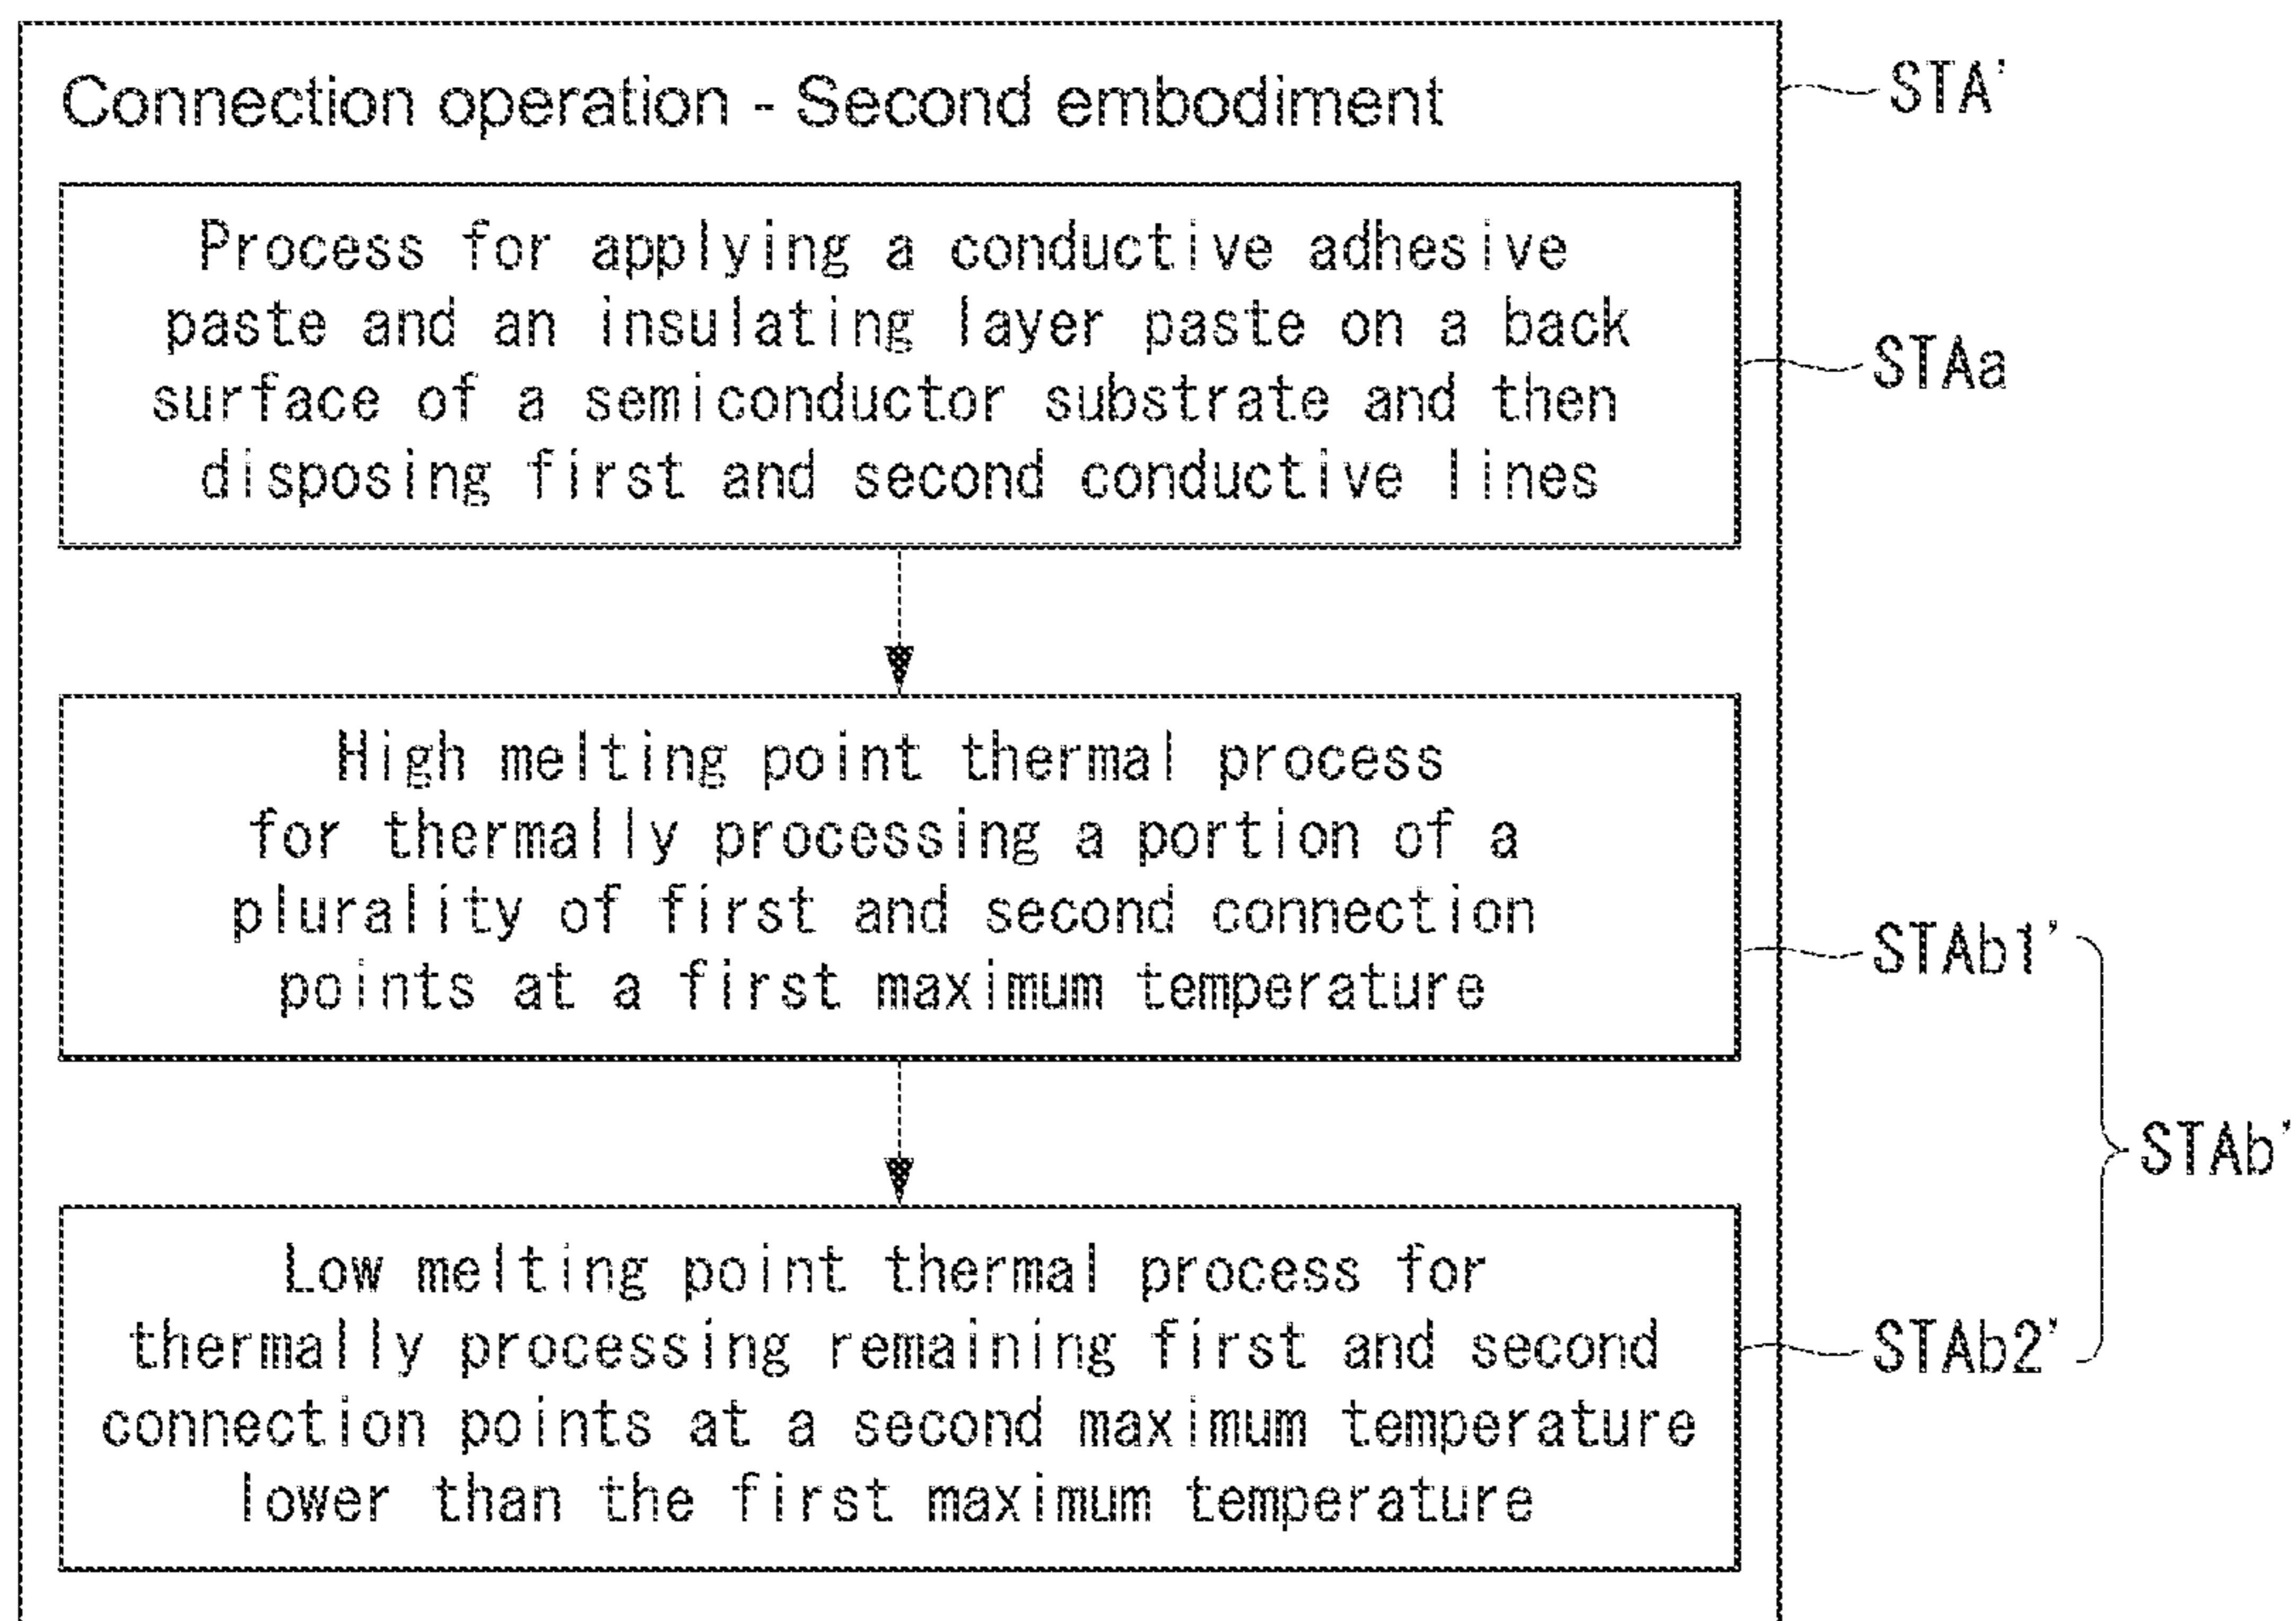 Connection operation - Second embodiment
STA'
Process for applying a conductive adhesive
paste and an insulating layer paste on a back
surface of a semiconductor substrate and then
disposing first and second conductive lines
STAa
High melting point thermal process
for thermally processing a portion of a
plurality of first and second connection
points at a first maximum temperature
STAb1'
STAb'
Low melting point thermal process for
thermally processing remaining first and second
connection points at a second maximum temperature
lower than the first maximum temperature
STAb2'